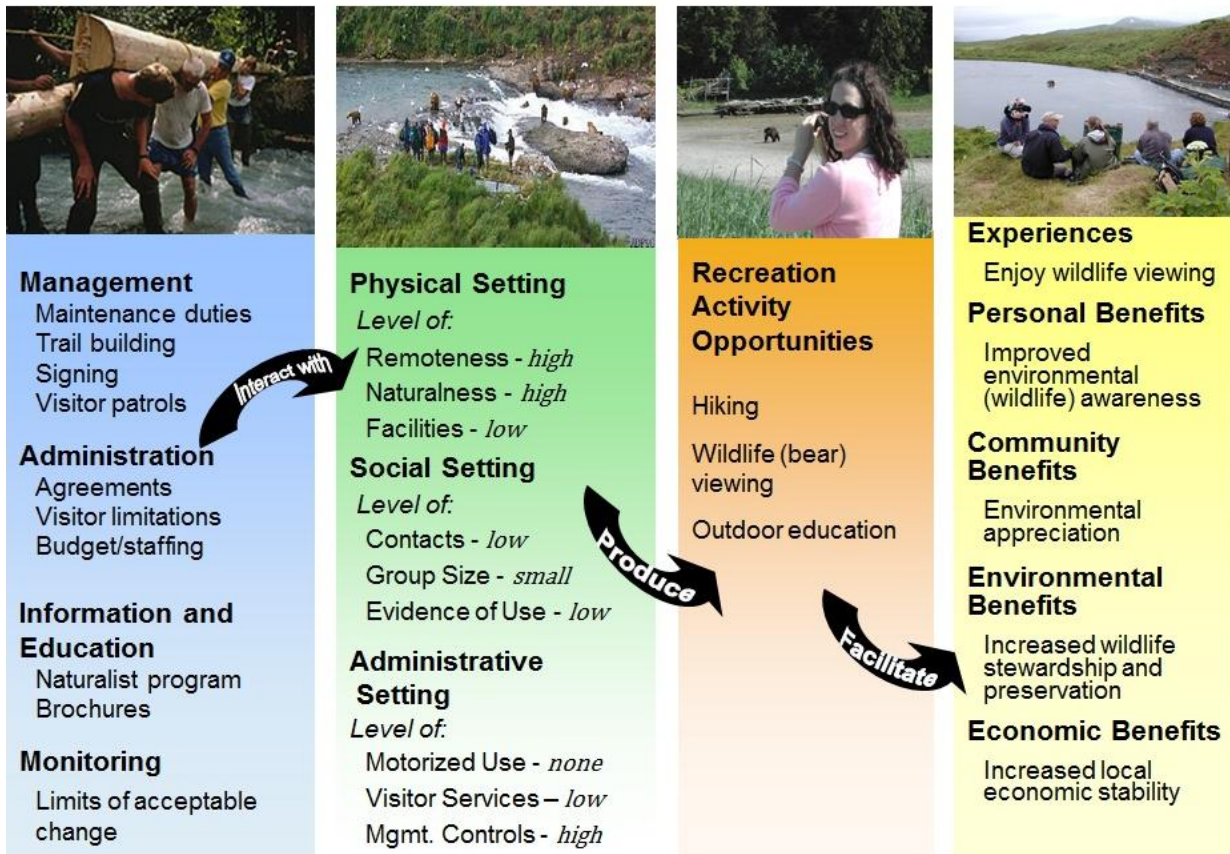 Management
Maintenance duties
Trail building
Signing
Visitor patrols
Administration
Agreements
Visitor limitations
Budget/staffing
Information and
Education
Naturalist program
Brochures
Monitoring
Limits of acceptable
change
Interact with
Physical Setting
Level of:
Remoteness - high
Naturalness - high
Facilities - low
Social Setting
Level of:
Contacts - low
Group Size - small
Evidence of Use - low
Administrative
Setting
Level of:
Motorized Use - none
Visitor Services – low
Mgmt. Controls - high
Produce
Recreation
Activity
Opportunities
Hiking
Wildlife (bear)
viewing
Outdoor education
Facilitate
Experiences
Enjoy wildlife viewing
Personal Benefits
Improved
environmental
(wildlife) awareness
Community
Benefits
Environmental
appreciation
Environmental
Benefits
Increased wildlife
stewardship and
preservation
Economic Benefits
Increased local
economic stability